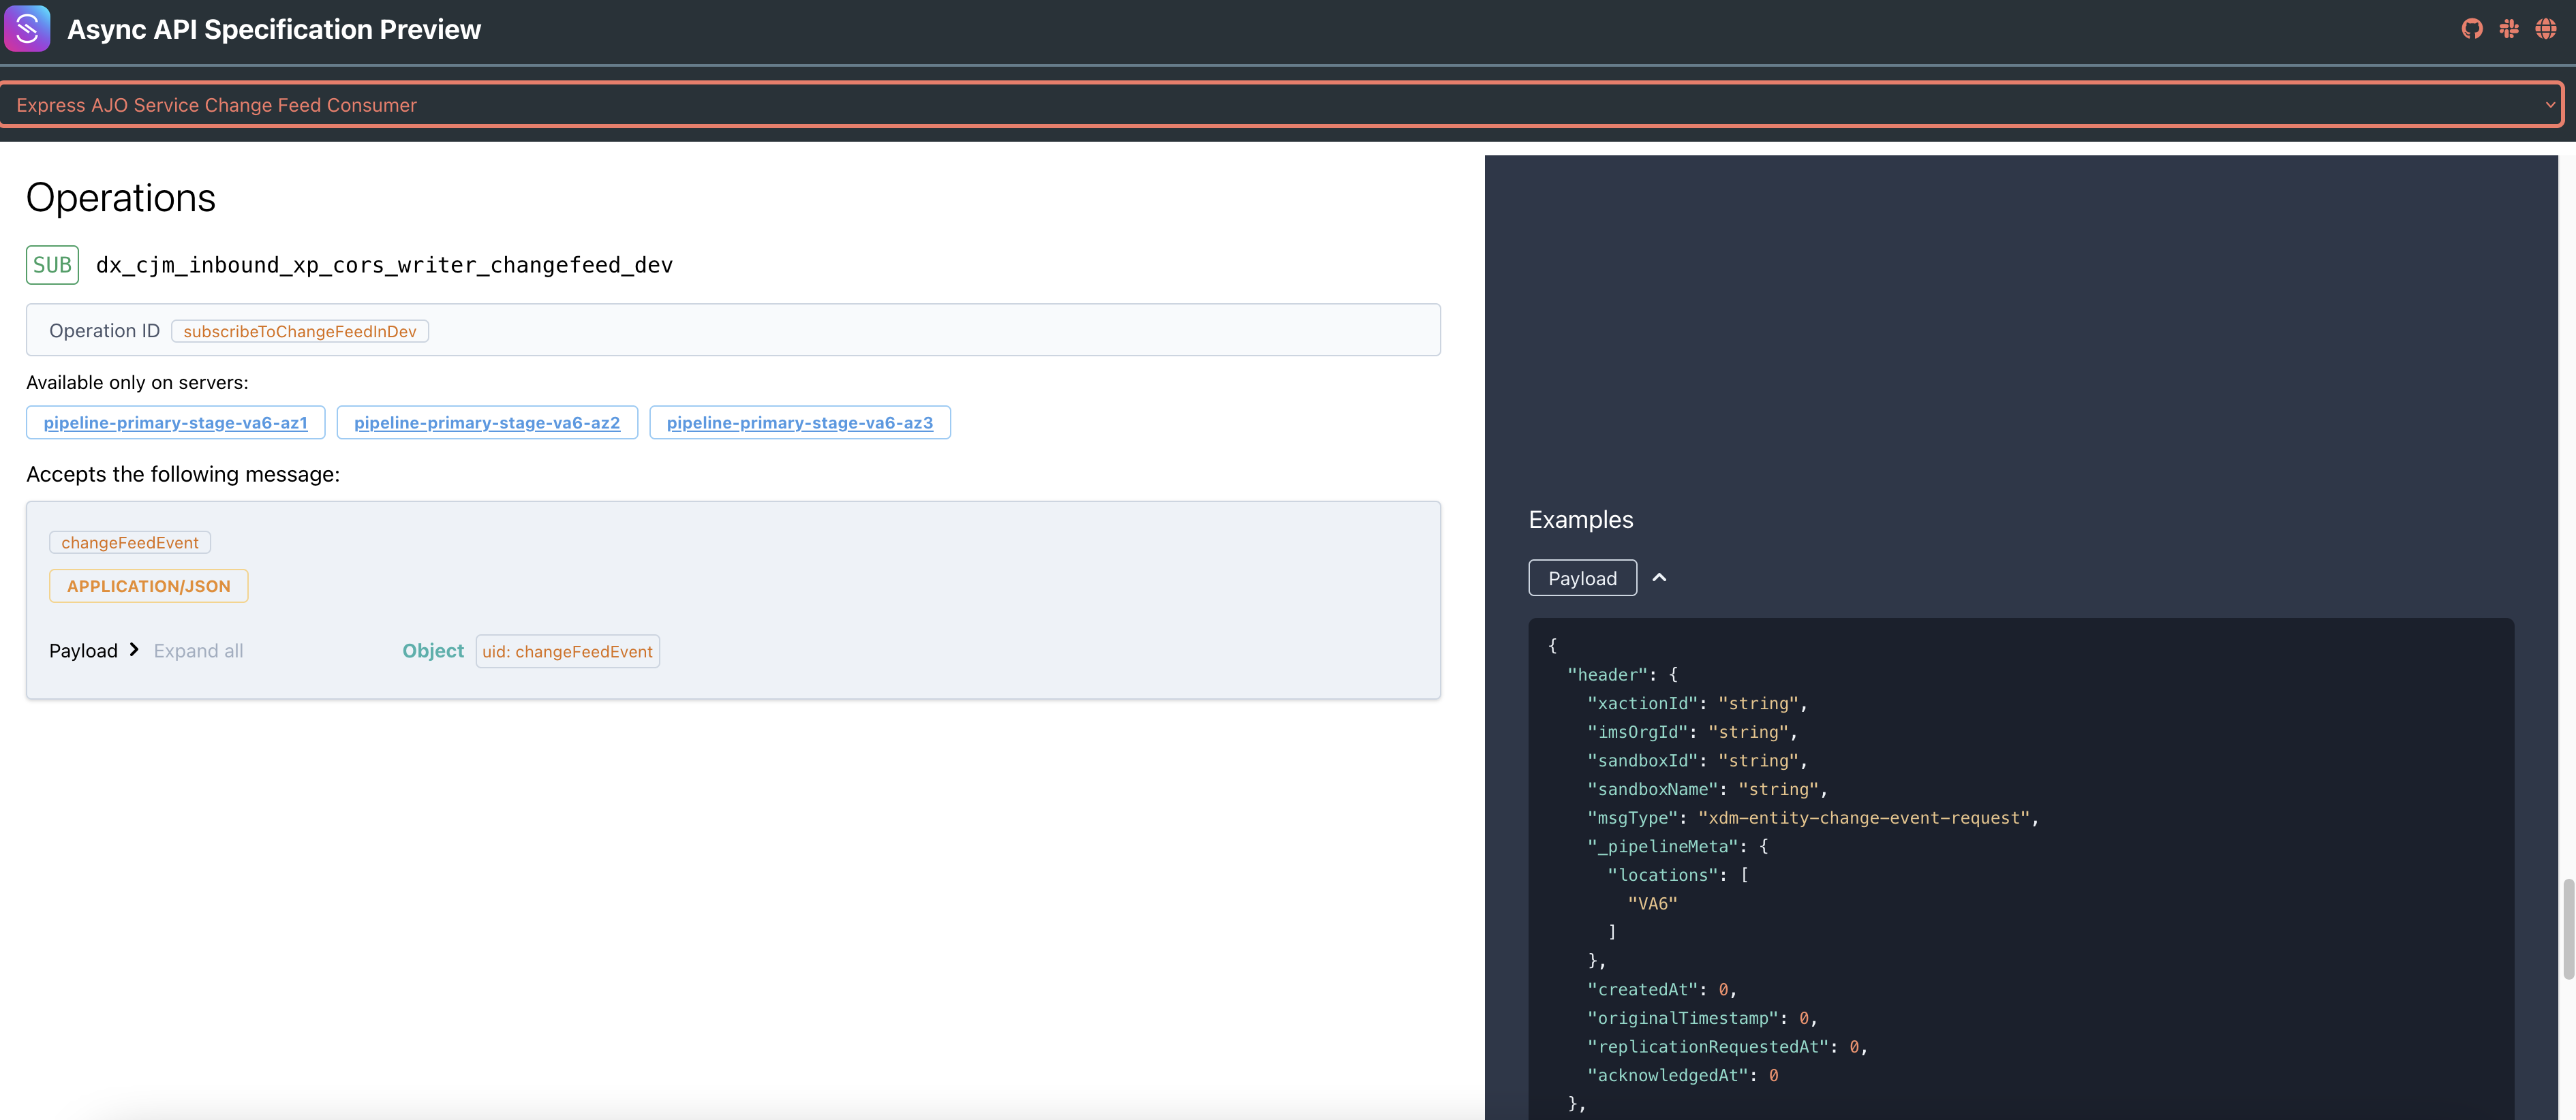 Async API Specification Preview
Express AJO Service Change Feed Consumer
Operations
SUB dx_cjm_inbound_xp_cors_writer_changefeed_dev
Operation ID subscribeToChangeFeedInDev
Available only on servers:
pipeline-primary-stage-va6-az1 pipeline-primary-stage-va6-az2 pipeline-primary-stage-va6-az3
Accepts the following message:
changeFeedEvent
APPLICATION/JSON
Payload Expand all Object uid: changeFeedEvent
Examples
Payload
{
"header": {
"xactionId": "string",
"imsOrgId": "string",
"sandboxId": "string",
"sandboxName": "string",
"msgType": "xdm-entity-change-event-request",
"_pipelineMeta": {
"locations": [
"VA6"
]
},
"createdAt": 0,
"originalTimestamp": 0,
"replicationRequestedAt": 0,
"acknowledgedAt": 0
},